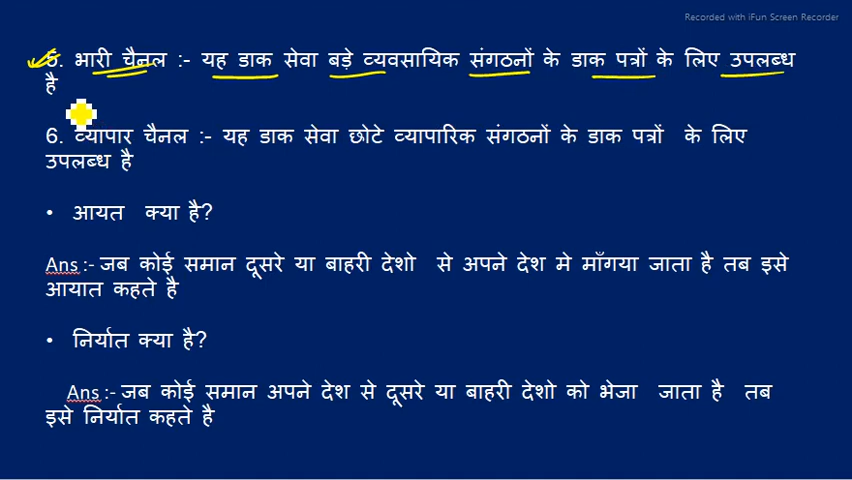 Recorded with iFun Screen Recorder
5. भारी चैनल :- यह डाक सेवा बड़े व्यवसायिक संगठनों के डाक पत्रों के लिए उपलब्ध
है
6. व्यापार चैनल :- यह डाक सेवा छोटे व्यापारिक संगठनों के डाक पत्रों के लिए
उपलब्ध है
• आयत क्या है?
Ans :- जब कोई समान दूसरे या बाहरी देशो से अपने देश मे माँगया जाता है तब इसे
आयात कहते है
• निर्यात क्या है?
Ans :- जब कोई समान अपने देश से दूसरे या बाहरी देशो को भेजा जाता है तब
इसे निर्यात कहते है